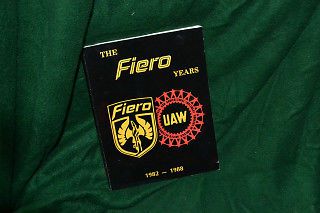 THE
Fiero
YEARS
Fiero
UAW
1982 ~ 1988